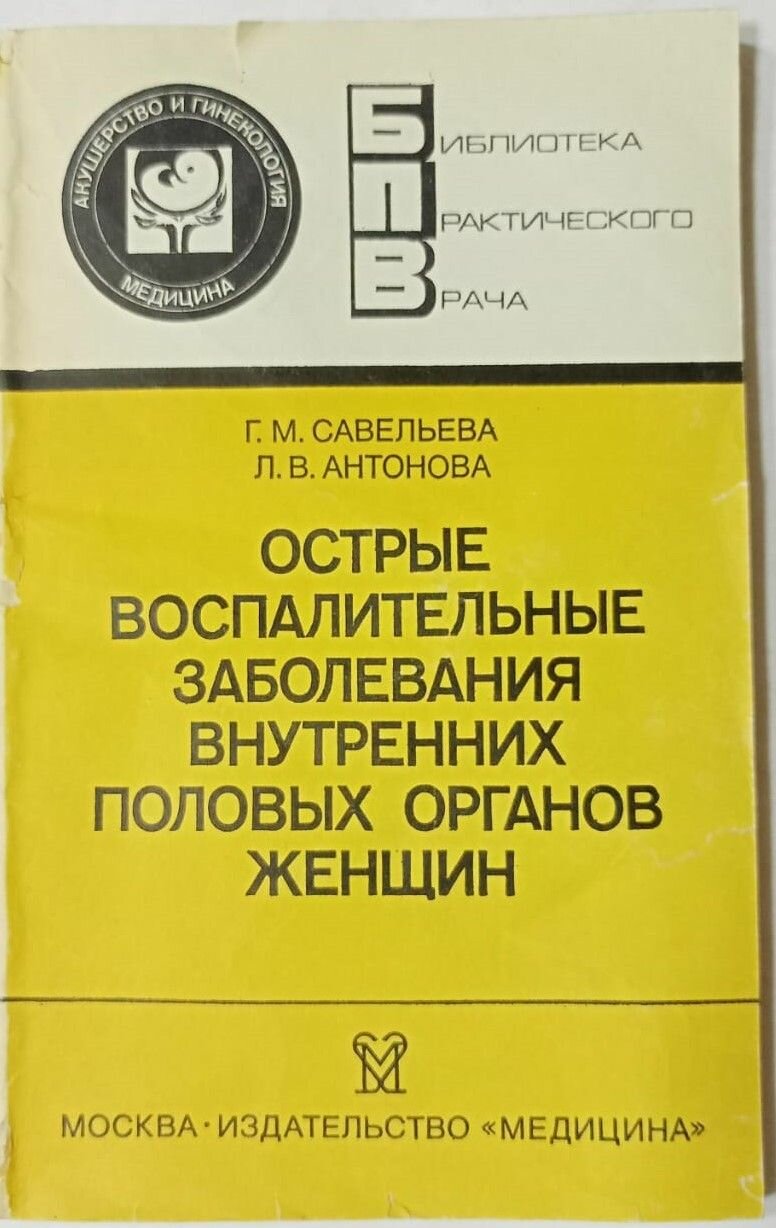 АКУШЕРСТВО И ГИНЕКОЛОГИЯ
МЕДИЦИНА
БИБЛИОТЕКА
ПРАКТИЧЕСКОГО
ВРАЧА
Г. М. САВЕЛЬЕВА
Л. В. АНТОНОВА
ОСТРЫЕ
ВОСПАЛИТЕЛЬНЫЕ
ЗАБОЛЕВАНИЯ
ВНУТРЕННИХ
ПОЛОВЫХ ОРГАНОВ
ЖЕНЩИН
МОСКВА · ИЗДАТЕЛЬСТВО «МЕДИЦИНА»